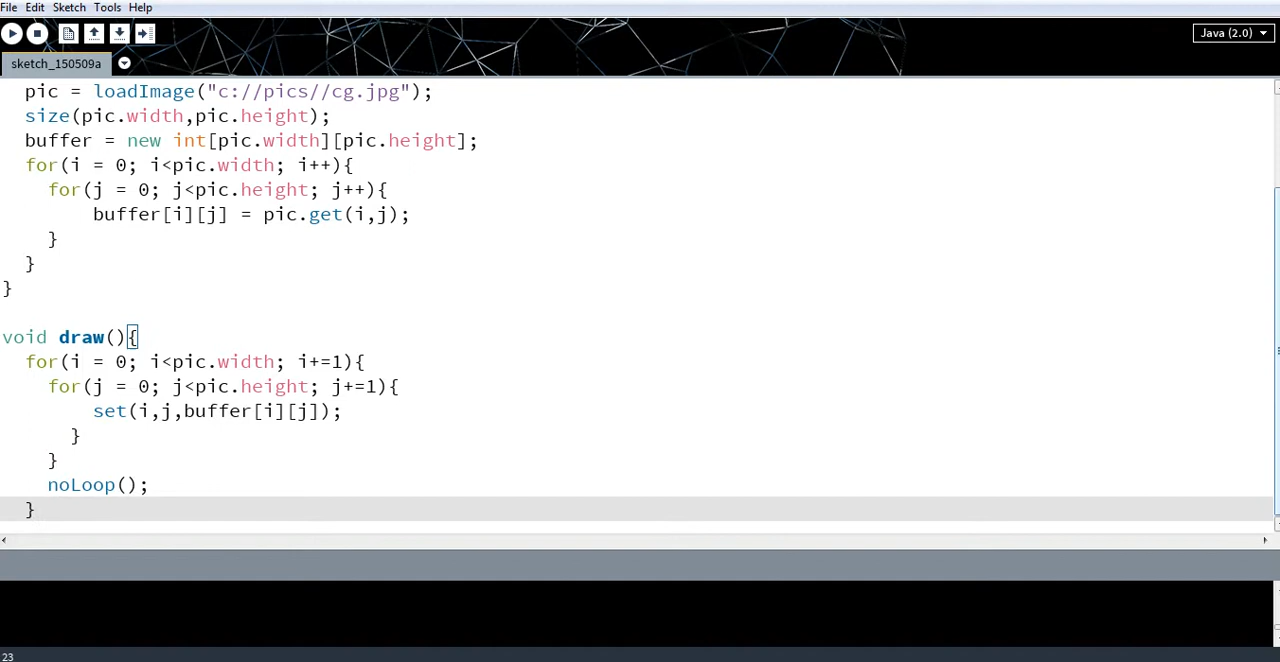 File Edit Sketch Tools Help
Java (2.0)
sketch_150509a
pic = loadImage("c://pics//cg.jpg");
size(pic.width,pic.height);
buffer = new int[pic.width][pic.height];
for(i = 0; i<pic.width; i++){
for(j = 0; j<pic.height; j++){
buffer[i][j] = pic.get(i,j);
}
}
}
void draw(){
for(i = 0; i<pic.width; i+=1){
for(j = 0; j<pic.height; j+=1){
set(i,j,buffer[i][j]);
}
}
noLoop();
}
23